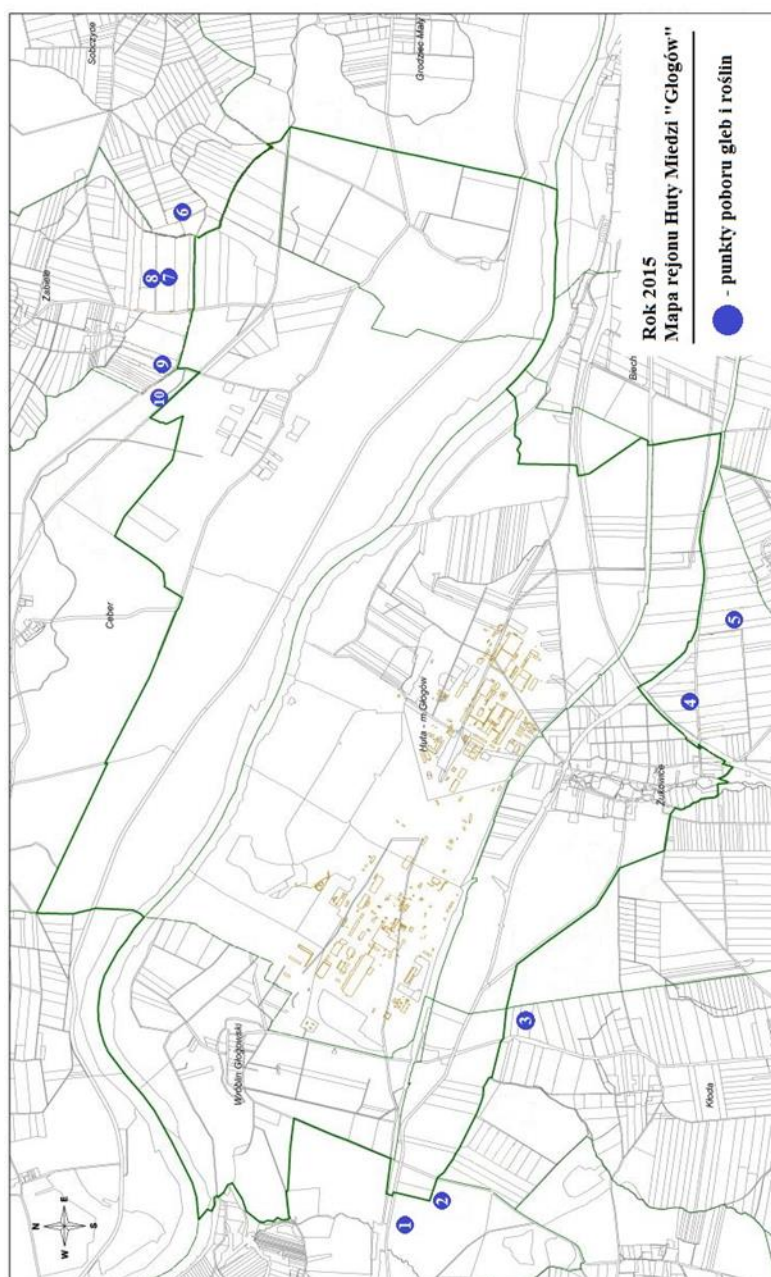 Sobczyce
Grodziec Mały
Zabiele
6
8
7
9
10
Ceber
Rok 2015
Mapa rejonu Huty Miedzi "Głogów"
- punkty poboru gleb i roślin
Biech
Huta - m.Głogów
Żukowice
5
4
Wróblin Głogowski
3
Kłoda
1
2
N
E
S
W